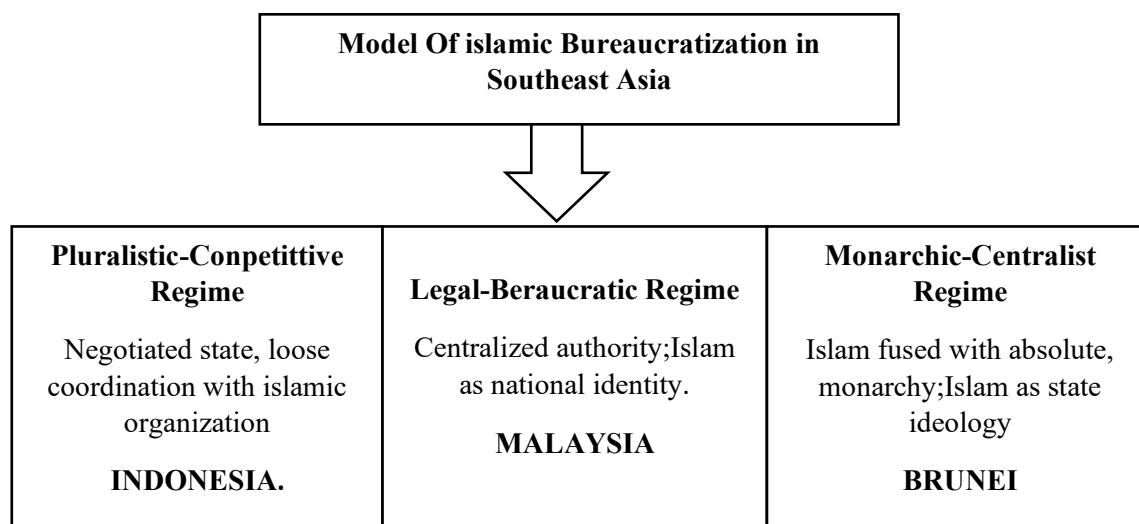 Model Of islamic Bureaucratization in
Southeast Asia
Pluralistic-Conpetittive
Regime
Negotiated state, loose
coordination with islamic
organization
INDONESIA.
Legal-Beraucratic Regime
Centralized authority;Islam
as national identity.
MALAYSIA
Monarchic-Centralist
Regime
Islam fused with absolute,
monarchy;Islam as state
ideology
BRUNEI